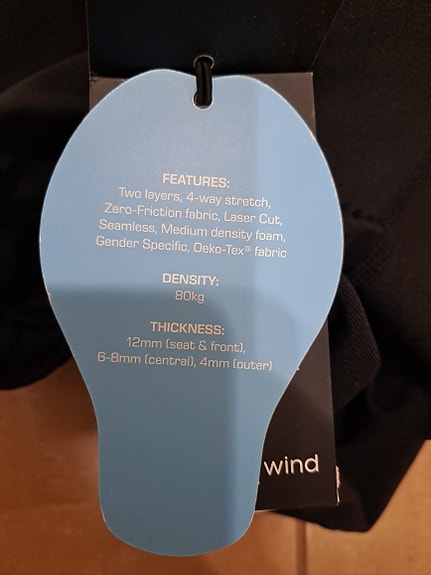 FEATURES:
Two layers, 4-way stretch,
Zero-Friction fabric, Laser Cut,
Seamless, Medium density foam,
Gender Specific, Oeko-Tex® fabric
DENSITY:
80kg
THICKNESS:
12mm (seat & front),
6-8mm (central), 4mm (outer)
wind